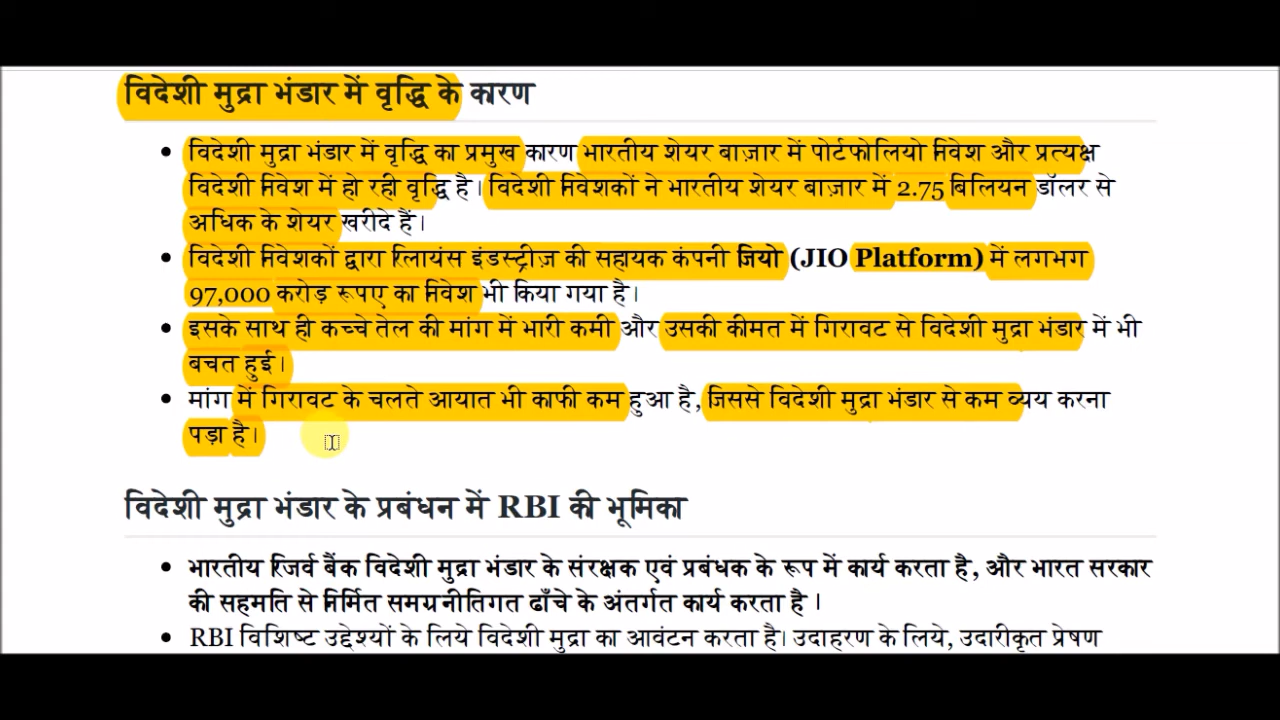 विदेशी मुद्रा भंडार में वृद्धि के कारण
विदेशी मुद्रा भंडार में वृद्धि का प्रमुख कारण भारतीय शेयर बाज़ार में पोर्टफोलियो निवेश और प्रत्यक्ष
विदेशी निवेश में हो रही वृद्धि है। विदेशी निवेशकों ने भारतीय शेयर बाज़ार में 2.75 बिलियन डॉलर से
अधिक के शेयर खरीदे हैं।
विदेशी निवेशकों द्वारा रिलायंस इंडस्ट्रीज़ की सहायक कंपनी जियो (JIO Platform) में लगभग
97,000 करोड़ रूपए का निवेश भी किया गया है।
इसके साथ ही कच्चे तेल की मांग में भारी कमी और उसकी कीमत में गिरावट से विदेशी मुद्रा भंडार में भी
बचत हुई।
मांग में गिरावट के चलते आयात भी काफी कम हुआ है, जिससे विदेशी मुद्रा भंडार से कम व्यय करना
पड़ा है।
विदेशी मुद्रा भंडार के प्रबंधन में RBI की भूमिका
भारतीय रिजर्व बैंक विदेशी मुद्रा भंडार के संरक्षक एवं प्रबंधक के रूप में कार्य करता है, और भारत सरकार
की सहमति से निर्मित समग्रनीतिगत ढाँचे के अंतर्गत कार्य करता है।
RBI विशिष्ट उद्देश्यों के लिये विदेशी मुद्रा का आवंटन करता है। उदाहरण के लिये, उदारीकृत प्रेषण